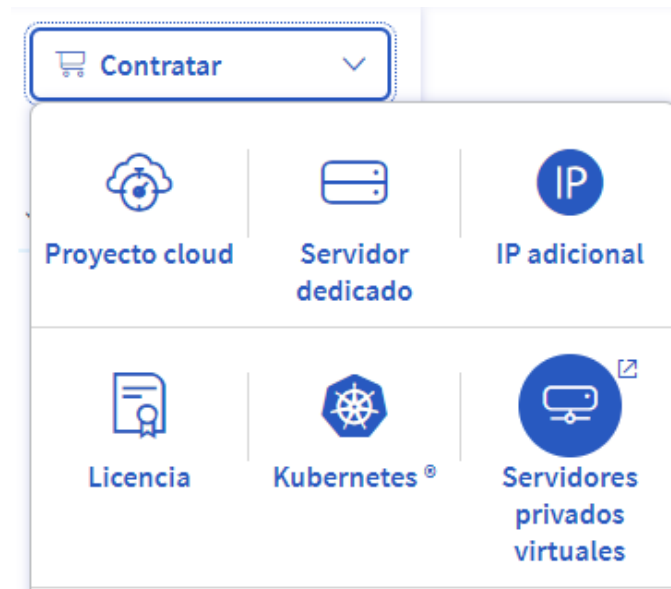 Contratar
IP
Proyecto cloud
Servidor
dedicado
IP adicional
Licencia
Kubernetes ®
Servidores
privados
virtuales